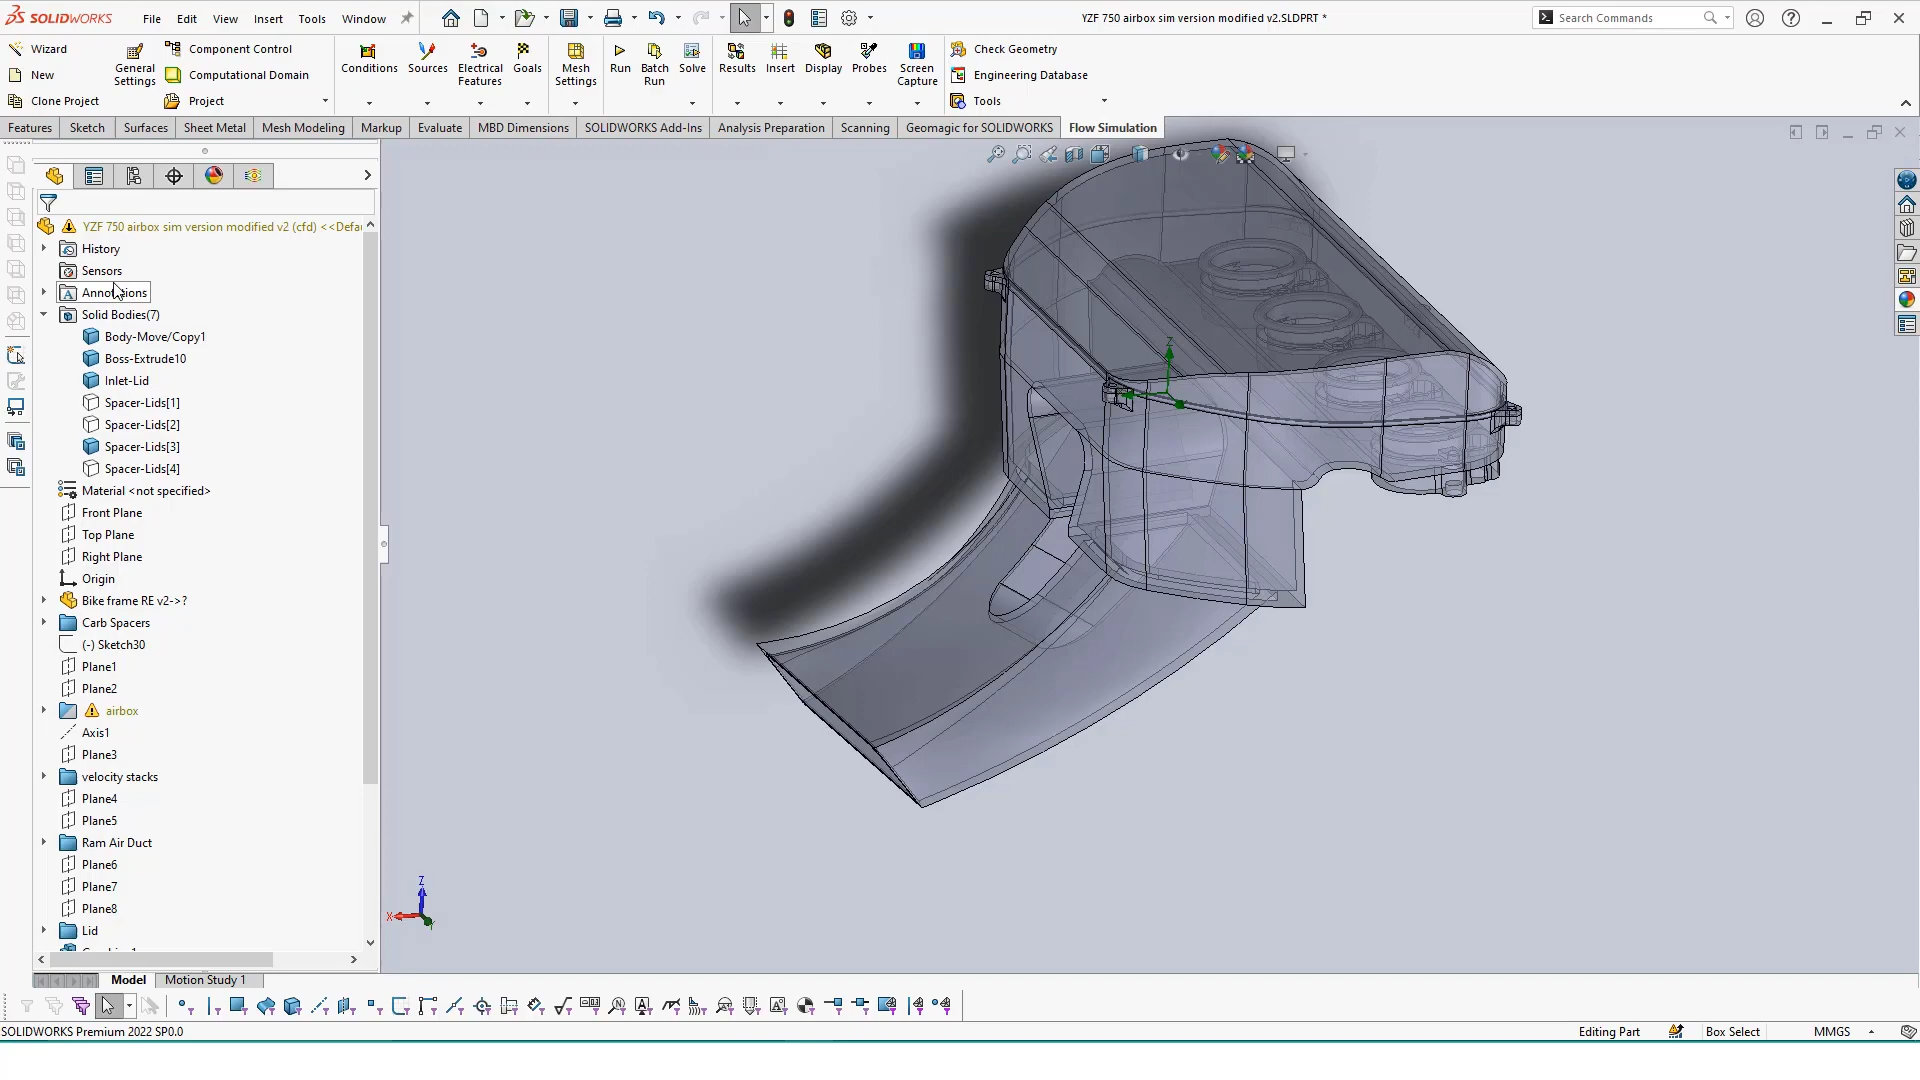 SOLIDWORKS File Edit View Insert Tools Window YZF 750 airbox sim version modified v2.SLDPRT * Search Commands
Wizard
New
Clone Project
General Settings
Component Control
Computational Domain
Project
Conditions Sources Electrical Features Goals Mesh Settings Run Batch Run Solve Results Insert Display Probes Screen Capture
Check Geometry
Engineering Database
Tools
Features Sketch Surfaces Sheet Metal Mesh Modeling Markup Evaluate MBD Dimensions SOLIDWORKS Add-Ins Analysis Preparation Scanning Geomagic for SOLIDWORKS Flow Simulation
YZF 750 airbox sim version modified v2 (cfd) <<Defau
History
Sensors
Annotations
Solid Bodies(7)
Body-Move/Copy1
Boss-Extrude10
Inlet-Lid
Spacer-Lids[1]
Spacer-Lids[2]
Spacer-Lids[3]
Spacer-Lids[4]
Material <not specified>
Front Plane
Top Plane
Right Plane
Origin
Bike frame RE v2->?
Carb Spacers
(-) Sketch30
Plane1
Plane2
airbox
Axis1
Plane3
velocity stacks
Plane4
Plane5
Ram Air Duct
Plane6
Plane7
Plane8
Lid
Z
Z
X
Y
Model Motion Study 1
SOLIDWORKS Premium 2022 SP0.0 Editing Part Box Select MMGS